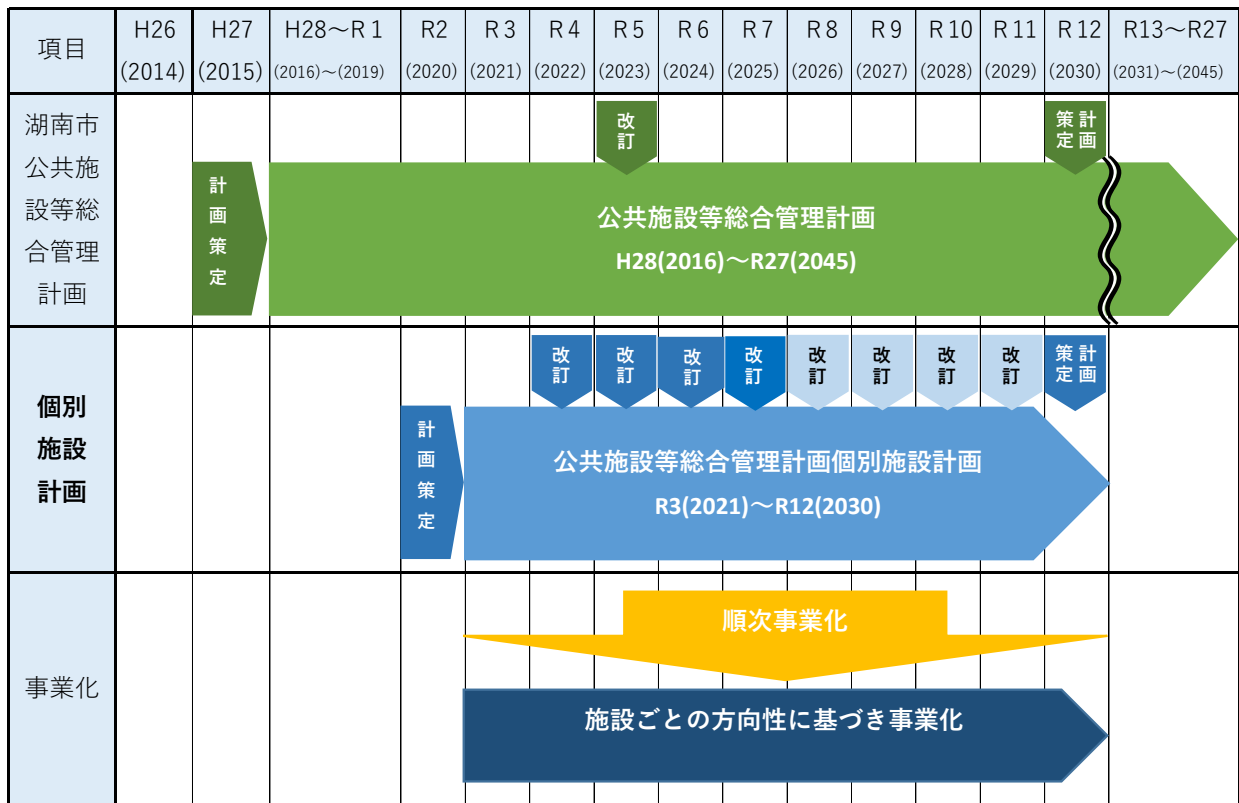 項目
H26
(2014)
H27
(2015)
H28～R1
(2016)～(2019)
R2
(2020)
R3
(2021)
R4
(2022)
R5
(2023)
R6
(2024)
R7
(2025)
R8
(2026)
R9
(2027)
R10
(2028)
R11
(2029)
R12
(2030)
R13～R27
(2031)～(2045)
湖南市
公共施
設等総
合管理
計画
計画策定
改訂
計画
策定
公共施設等総合管理計画
H28(2016)～R27(2045)
個別
施設
計画
計画策定
改訂
改訂
改訂
改訂
改訂
改訂
改訂
改訂
計画
策定
公共施設等総合管理計画個別施設計画
R3(2021)～R12(2030)
事業化
順次事業化
施設ごとの方向性に基づき事業化